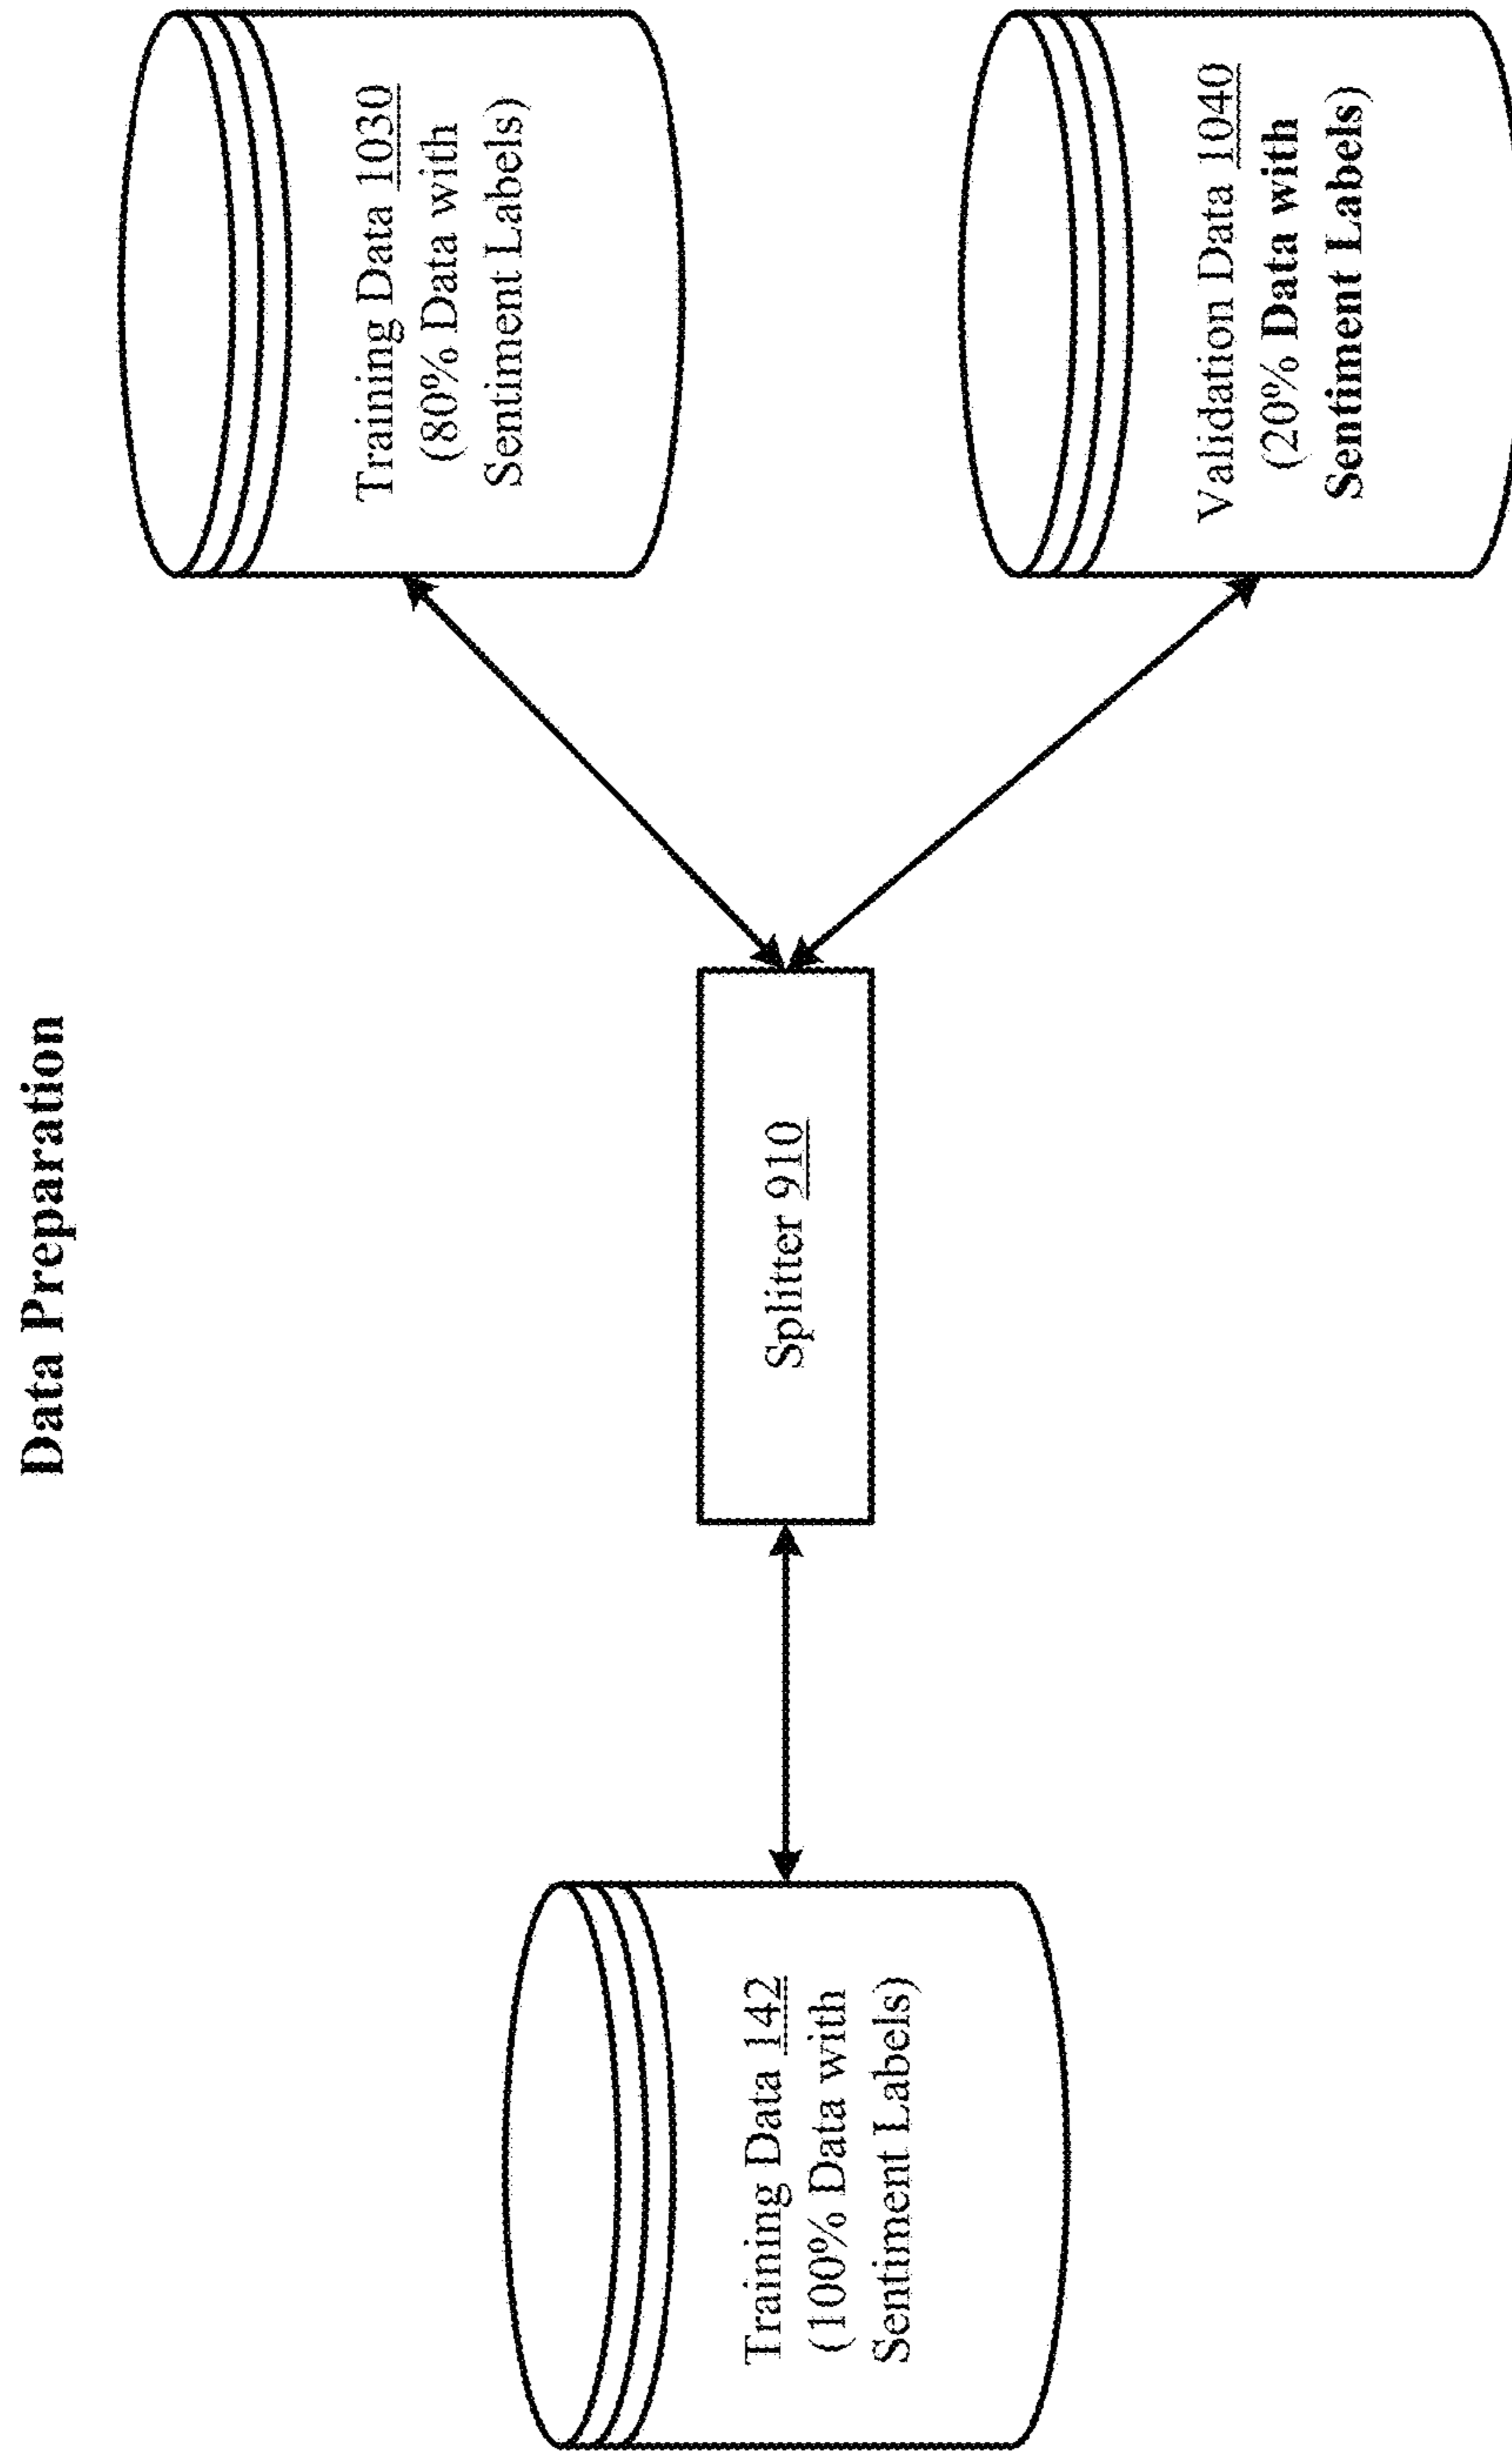 Data Preparation
Training Data 142
(100% Data with
Sentiment Labels)
Splitter 910
Training Data 1030
(80% Data with
Sentiment Labels)
Validation Data 1040
(20% Data with
Sentiment Labels)